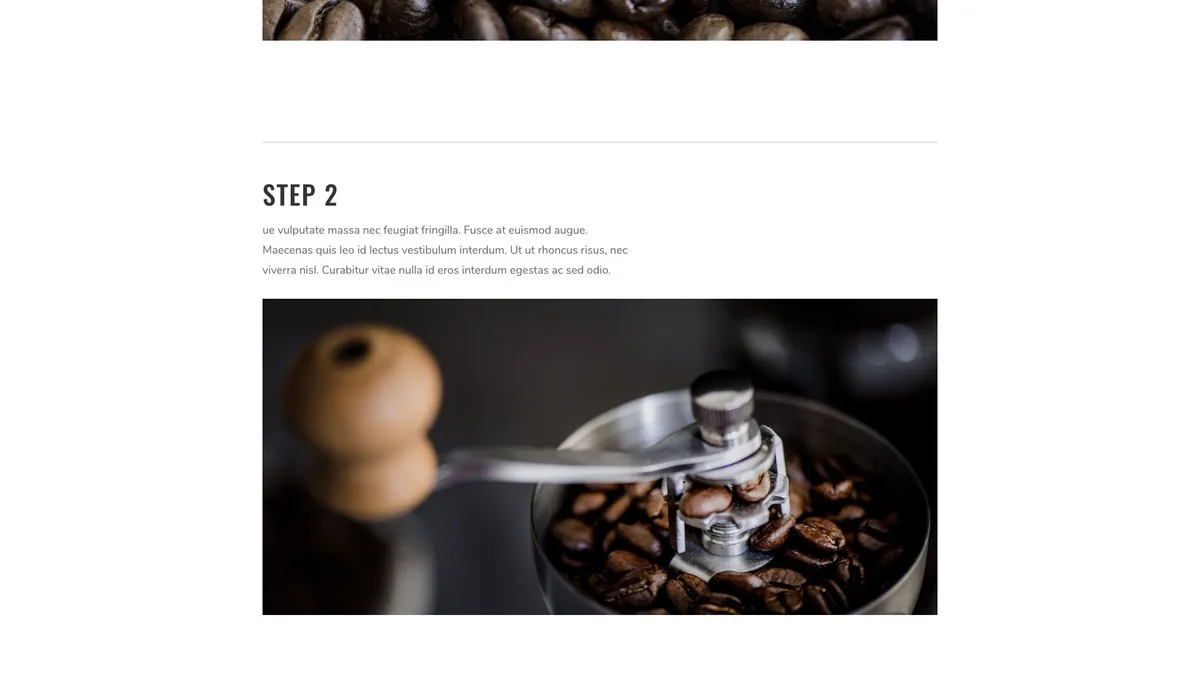 STEP 2
ue vulputate massa nec feugiat fringilla. Fusce at euismod augue.
Maecenas quis leo id lectus vestibulum interdum. Ut ut rhoncus risus, nec
viverra nisl. Curabitur vitae nulla id eros interdum egestas ac sed odio.